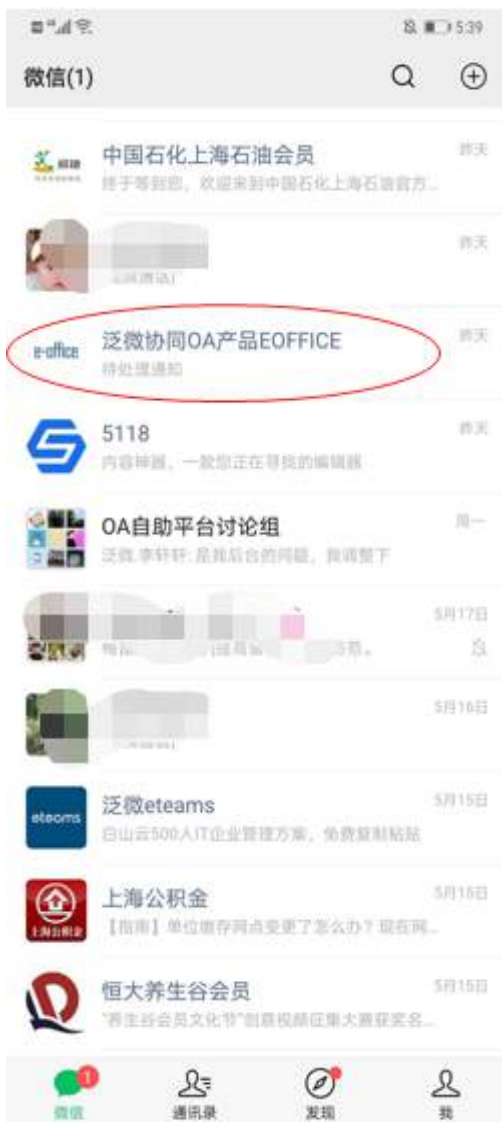 5:39
微信(1)
中国石化上海石油会员
昨天
终于等到您，欢迎来到中国石化上海石油官方...
昨天
e-office
泛微协同OA产品EOFFICE
昨天
待处理通知
5118
昨天
内容神器，一款您正在寻找的编辑器
OA自助平台讨论组
周一
泛微.李轩轩: 是我后台的问题，我调整下
5月17日
5月16日
eteams
泛微eteams
5月15日
白山云500人IT企业管理方案，免费复制粘贴
上海公积金
上海公积金
5月15日
【指南】单位缴存网点变更了怎么办？现在网...
恒大养生谷会员
5月15日
“养生谷会员文化节”创意视频征集大赛获奖名...
1
微信
通讯录
发现
我